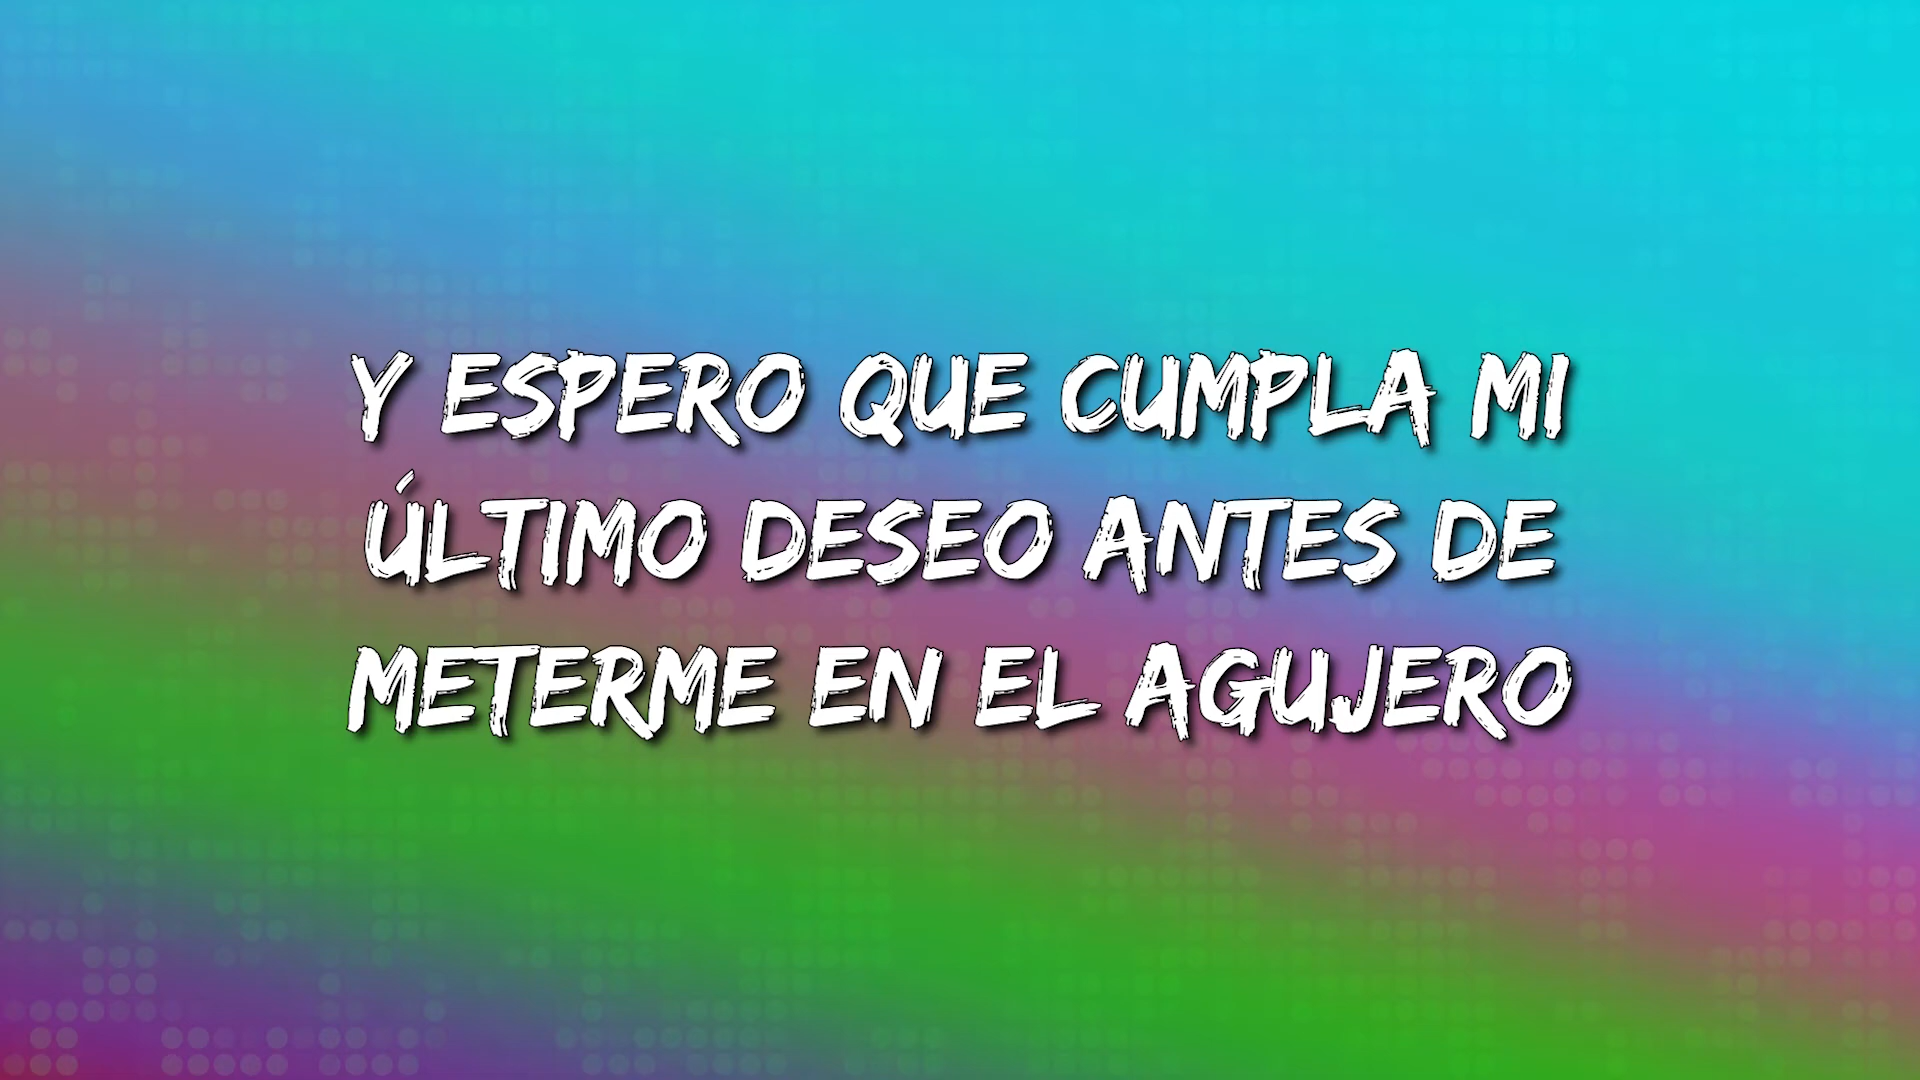 Y ESPERO QUE CUMPLA MI
ÚLTIMO DESEO ANTES DE
METERME EN EL AGUJERO